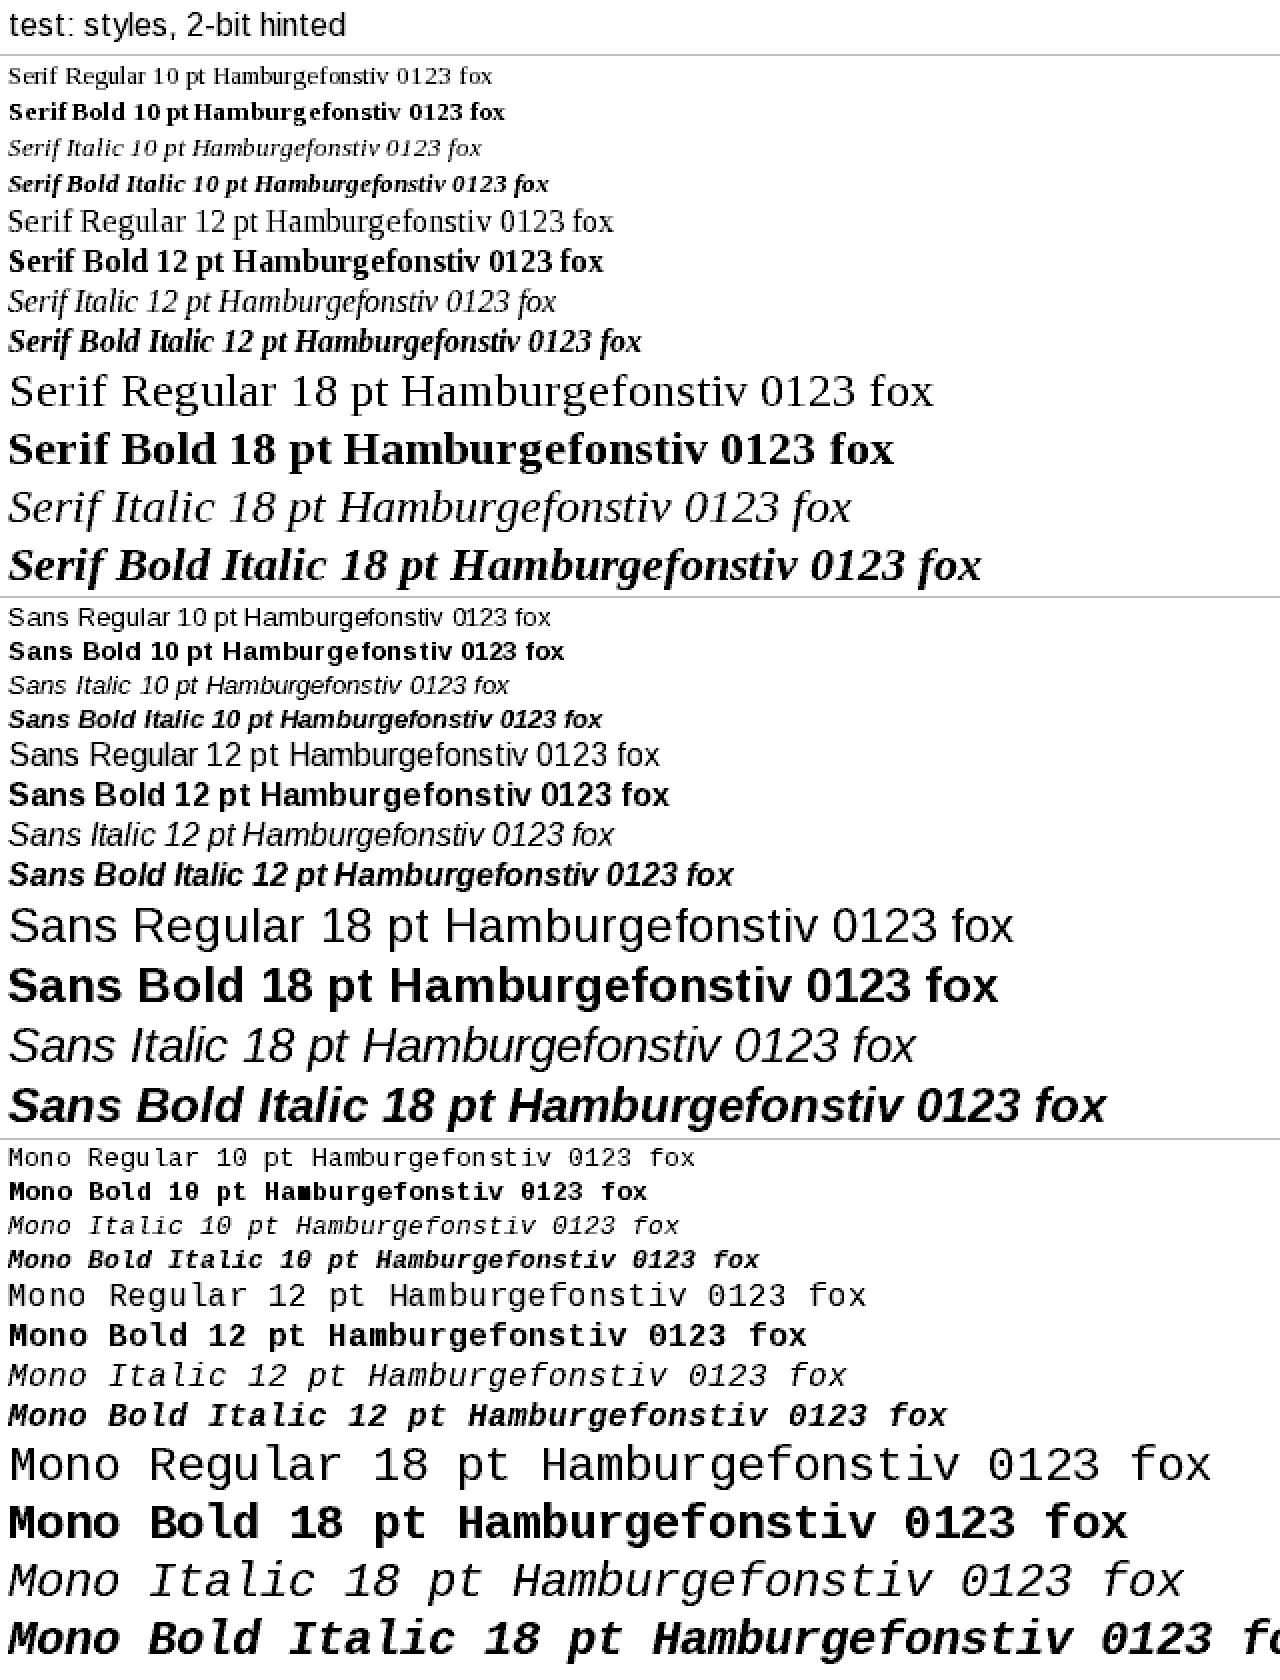 test: styles, 2-bit hinted
Serif Regular 10 pt Hamburgefonstiv 0123 fox
Serif Bold 10 pt Hamburgefonstiv 0123 fox
Serif Italic 10 pt Hamburgefonstiv 0123 fox
Serif Bold Italic 10 pt Hamburgefonstiv 0123 fox
Serif Regular 12 pt Hamburgefonstiv 0123 fox
Serif Bold 12 pt Hamburgefonstiv 0123 fox
Serif Italic 12 pt Hamburgefonstiv 0123 fox
Serif Bold Italic 12 pt Hamburgefonstiv 0123 fox
Serif Regular 18 pt Hamburgefonstiv 0123 fox
Serif Bold 18 pt Hamburgefonstiv 0123 fox
Serif Italic 18 pt Hamburgefonstiv 0123 fox
Serif Bold Italic 18 pt Hamburgefonstiv 0123 fox
Sans Regular 10 pt Hamburgefonstiv 0123 fox
Sans Bold 10 pt Hamburgefonstiv 0123 fox
Sans Italic 10 pt Hamburgefonstiv 0123 fox
Sans Bold Italic 10 pt Hamburgefonstiv 0123 fox
Sans Regular 12 pt Hamburgefonstiv 0123 fox
Sans Bold 12 pt Hamburgefonstiv 0123 fox
Sans Italic 12 pt Hamburgefonstiv 0123 fox
Sans Bold Italic 12 pt Hamburgefonstiv 0123 fox
Sans Regular 18 pt Hamburgefonstiv 0123 fox
Sans Bold 18 pt Hamburgefonstiv 0123 fox
Sans Italic 18 pt Hamburgefonstiv 0123 fox
Sans Bold Italic 18 pt Hamburgefonstiv 0123 fox
Mono Regular 10 pt Hamburgefonstiv 0123 fox
Mono Bold 10 pt Hamburgefonstiv 0123 fox
Mono Italic 10 pt Hamburgefonstiv 0123 fox
Mono Bold Italic 10 pt Hamburgefonstiv 0123 fox
Mono Regular 12 pt Hamburgefonstiv 0123 fox
Mono Bold 12 pt Hamburgefonstiv 0123 fox
Mono Italic 12 pt Hamburgefonstiv 0123 fox
Mono Bold Italic 12 pt Hamburgefonstiv 0123 fox
Mono Regular 18 pt Hamburgefonstiv 0123 fox
Mono Bold 18 pt Hamburgefonstiv 0123 fox
Mono Italic 18 pt Hamburgefonstiv 0123 fox
Mono Bold Italic 18 pt Hamburgefonstiv 0123